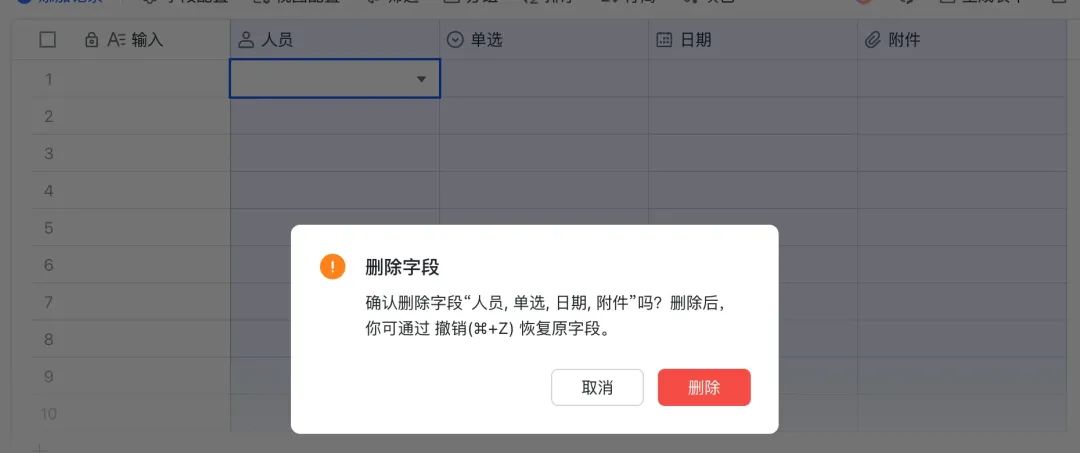 输入
人员
单选
日期
附件
1
2
3
4
5
6
7
8
9
10
删除字段
确认删除字段“人员, 单选, 日期, 附件”吗？删除后，
你可通过 撤销(⌘+Z) 恢复原字段。
取消
删除